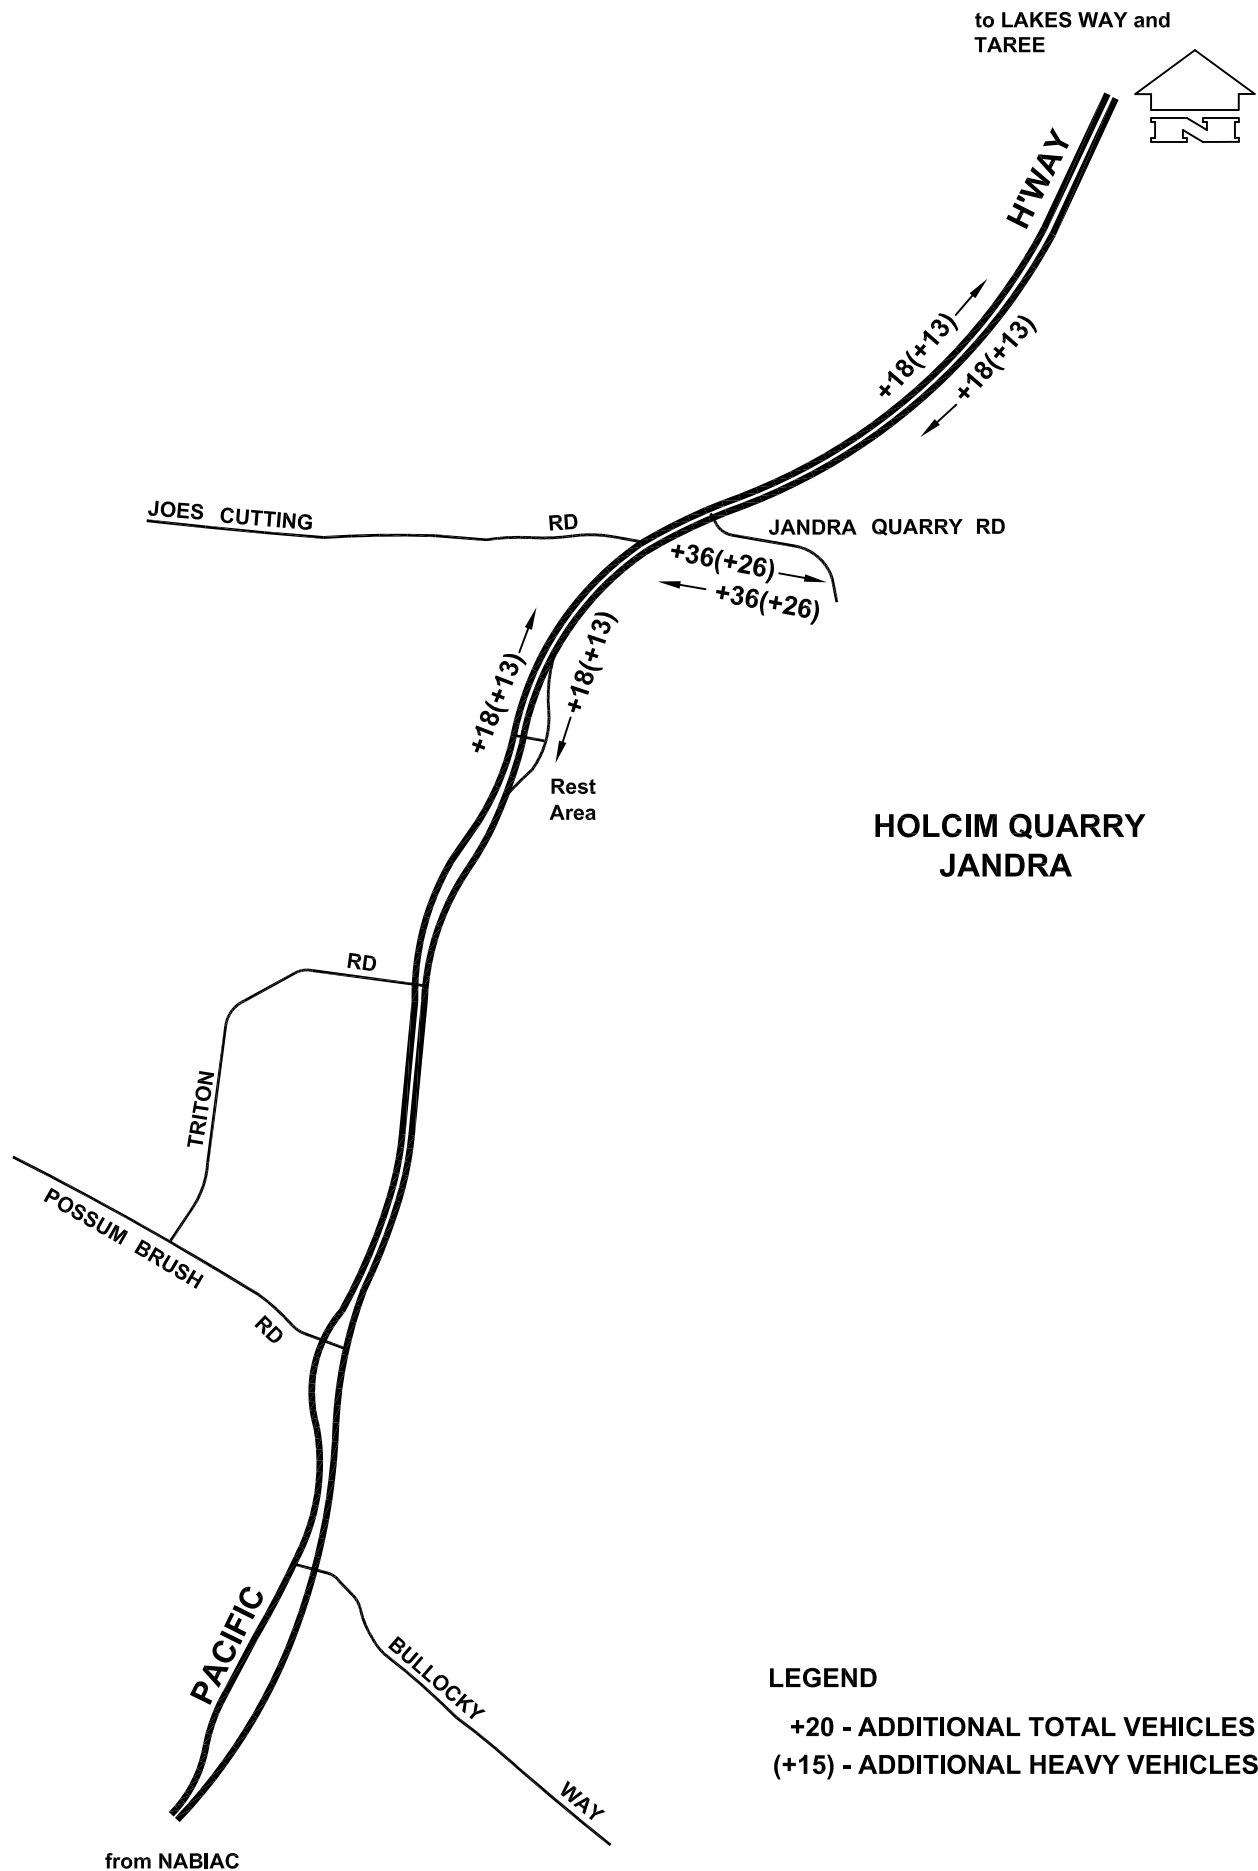 to LAKES WAY and
TAREE
N
H'WAY
+18(+13)
+18(+13)
JOES CUTTING RD
JANDRA QUARRY RD
+36(+26)
+36(+26)
+18(+13)
+18(+13)
Rest
Area
HOLCIM QUARRY
JANDRA
RD
TRITON
POSSUM BRUSH
RD
PACIFIC
BULLOCKY
WAY
LEGEND
+20 - ADDITIONAL TOTAL VEHICLES
(+15) - ADDITIONAL HEAVY VEHICLES
from NABIAC